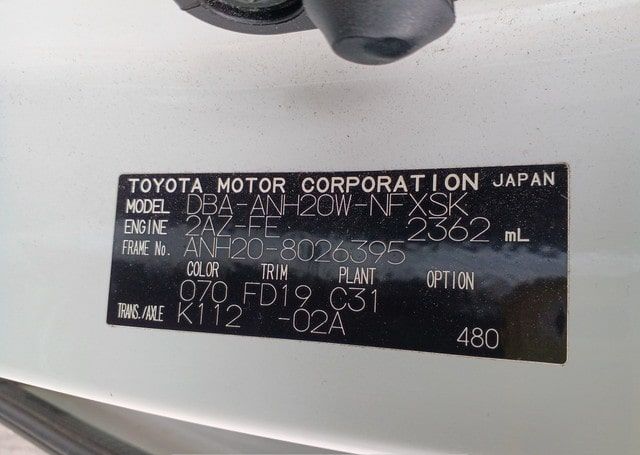 TOYOTA MOTOR CORPORATION JAPAN
MODEL DBA-ANH20W-NFXSK
ENGINE 2AZ-FE 2362 mL
FRAME No. ANH20-8026395
COLOR TRIM PLANT OPTION
070 FD19 C31
TRANS./AXLE K112 -02A
480